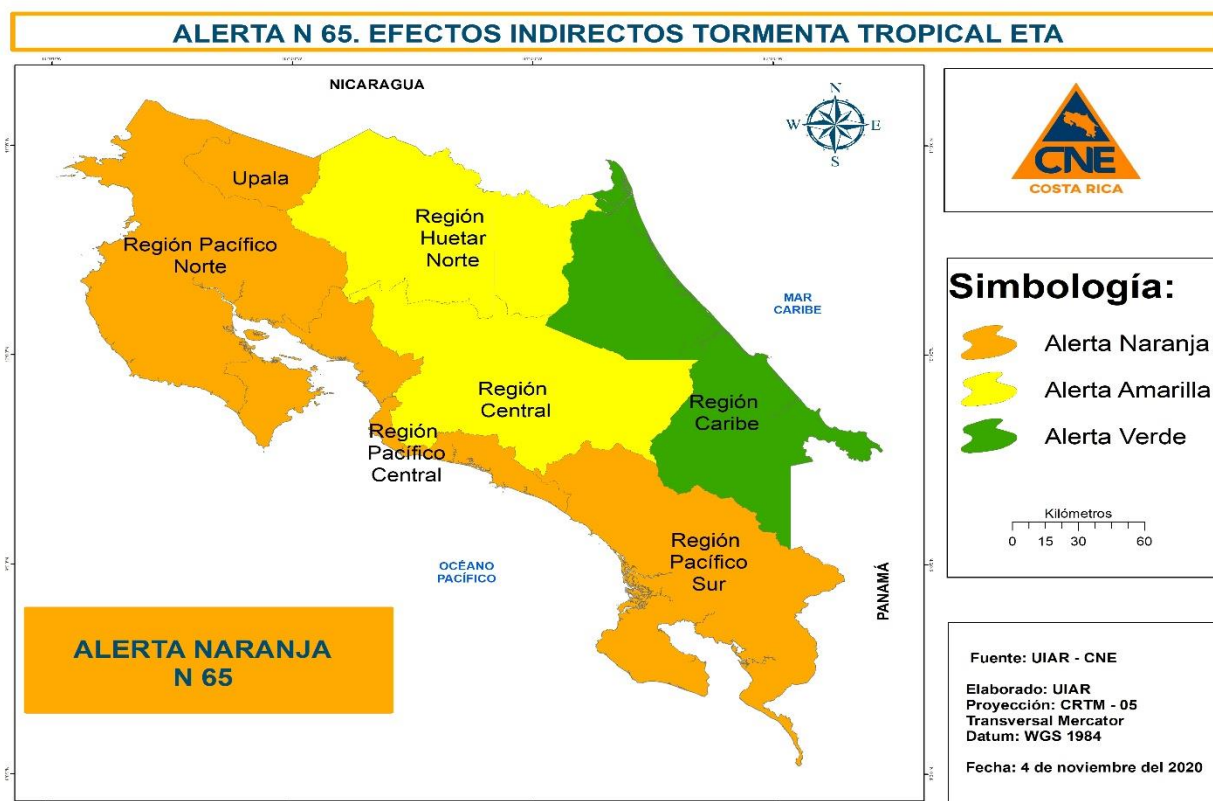 ALERTA N 65. EFECTOS INDIRECTOS TORMENTA TROPICAL ETA
NICARAGUA
N
W E
S
CNE
COSTA RICA
Upala
Región
Huetar
Norte
Región Pacífico
Norte
MAR
CARIBE
Región
Central
Región
Caribe
Región
Pacífico
Central
Región
Pacífico
Sur
OCÉANO
PACÍFICO
PANAMÁ
ALERTA NARANJA
N 65
Simbología:
Alerta Naranja
Alerta Amarilla
Alerta Verde
Kilómetros
0 15 30 60
Fuente: UIAR - CNE
Elaborado: UIAR
Proyección: CRTM - 05
Transversal Mercator
Datum: WGS 1984
Fecha: 4 de noviembre del 2020